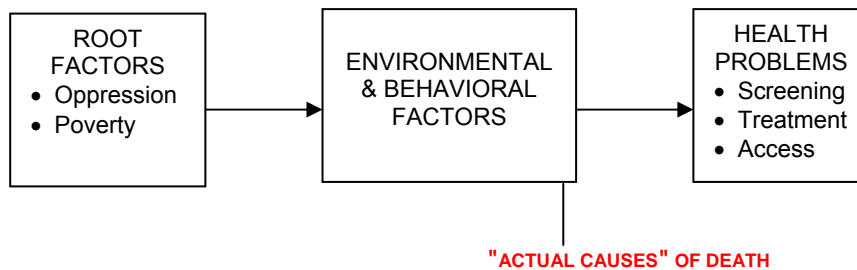 ROOT
FACTORS
• Oppression
• Poverty
ENVIRONMENTAL
& BEHAVIORAL
FACTORS
HEALTH
PROBLEMS
• Screening
• Treatment
• Access
"ACTUAL CAUSES" OF DEATH